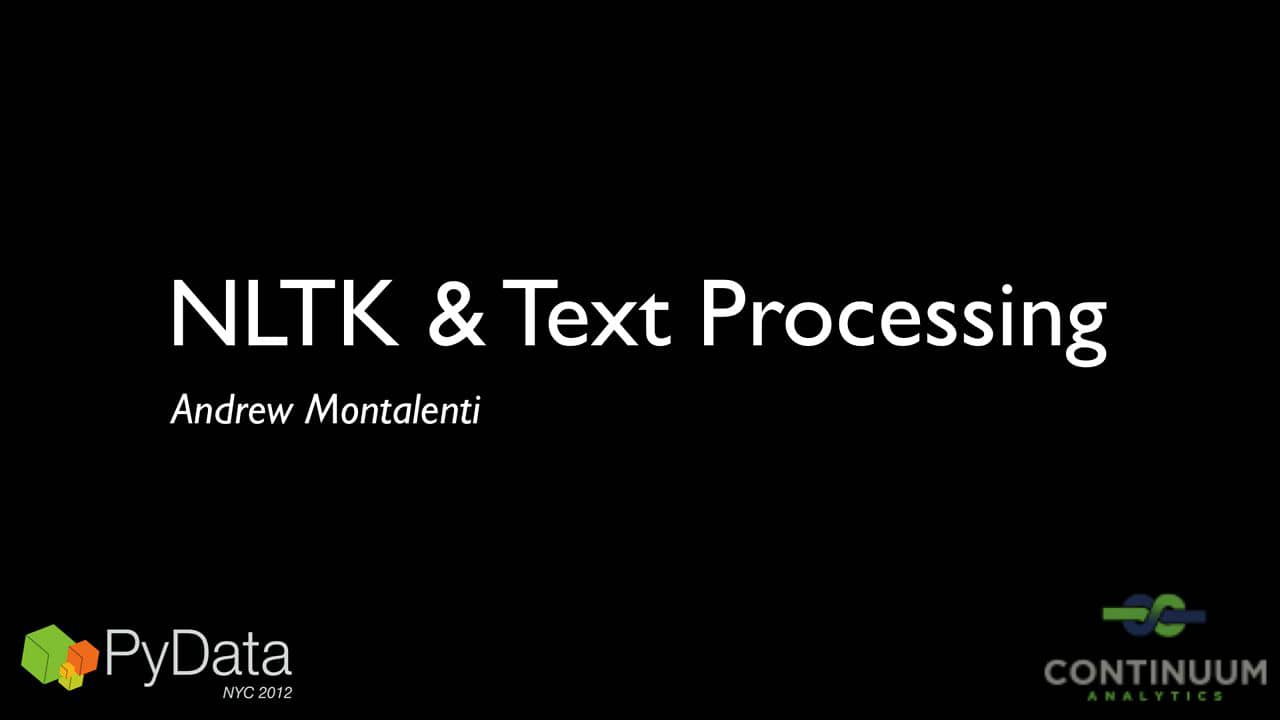 NLTK & Text Processing
Andrew Montalenti
PyData
NYC 2012
CONTINUUM
ANALYTICS